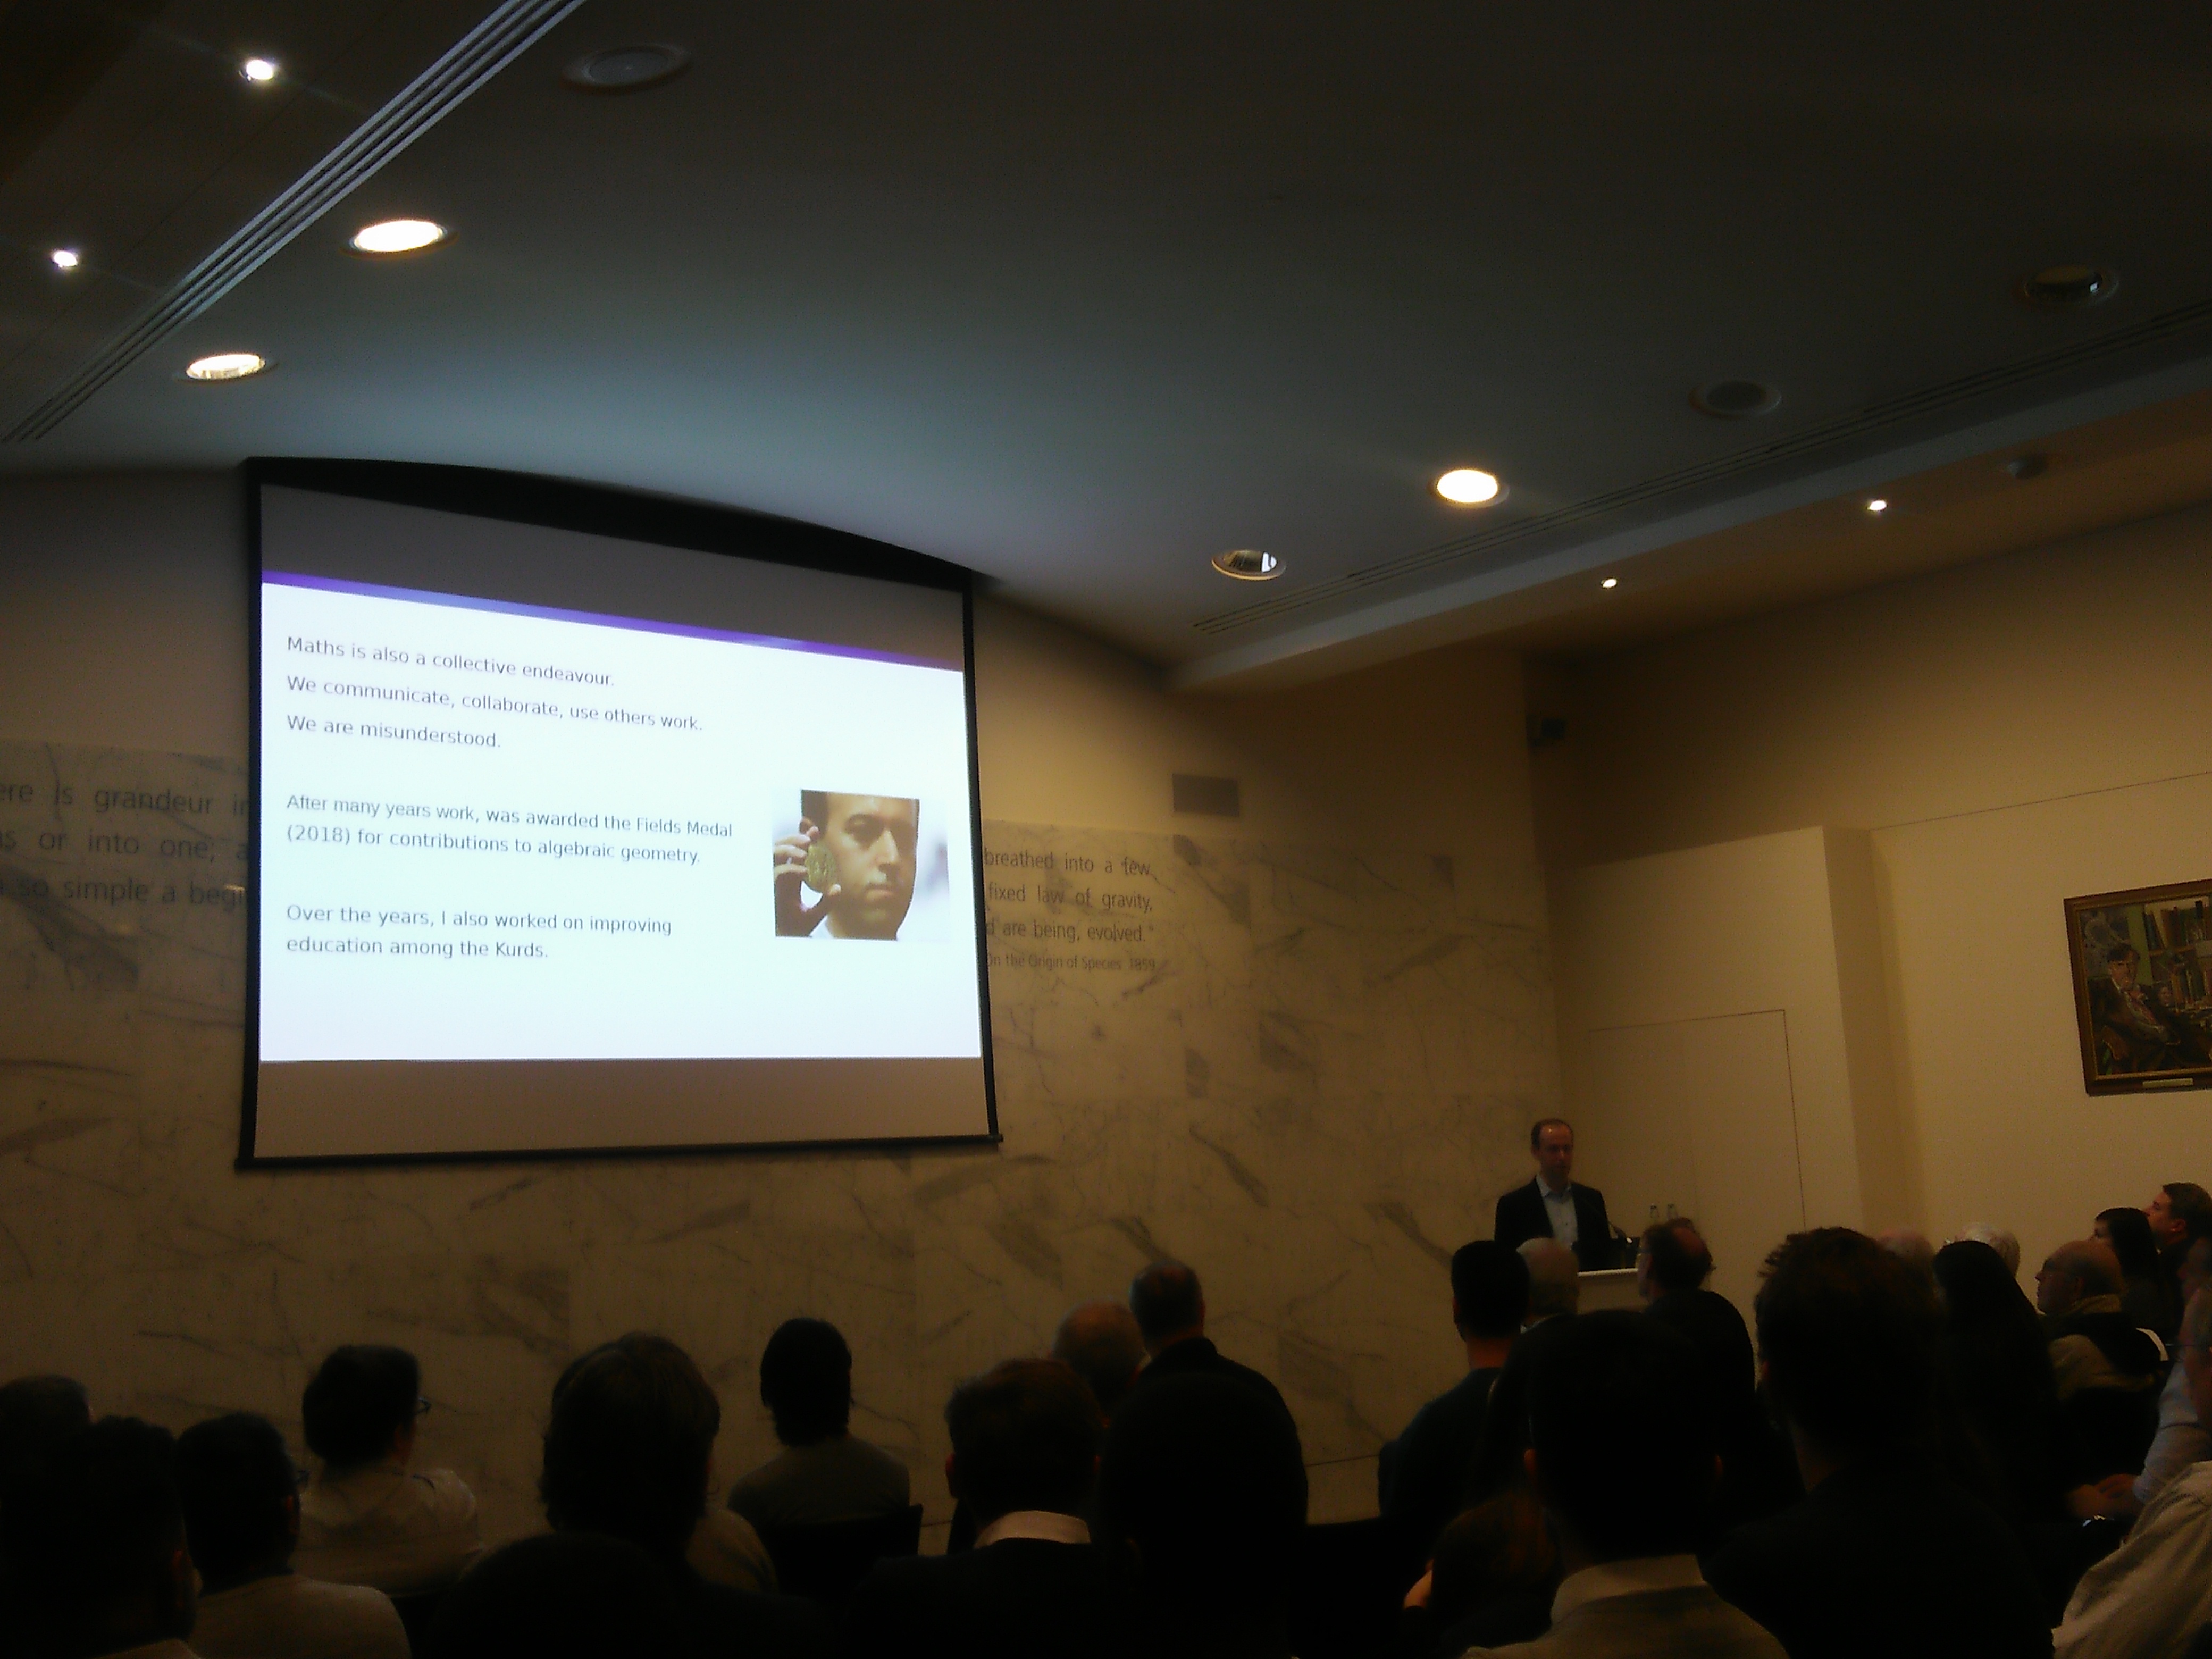 Maths is also a collective endeavour.
We communicate, collaborate, use others work.
We are misunderstood.
After many years work, was awarded the Fields Medal
(2018) for contributions to algebraic geometry.
Over the years, I also worked on improving
education among the Kurds.
ere is grandeur in
s or into one, a
so simple a begi
breathed into a few
fixed law of gravity,
d are being, evolved."
On the Origin of Species 1859